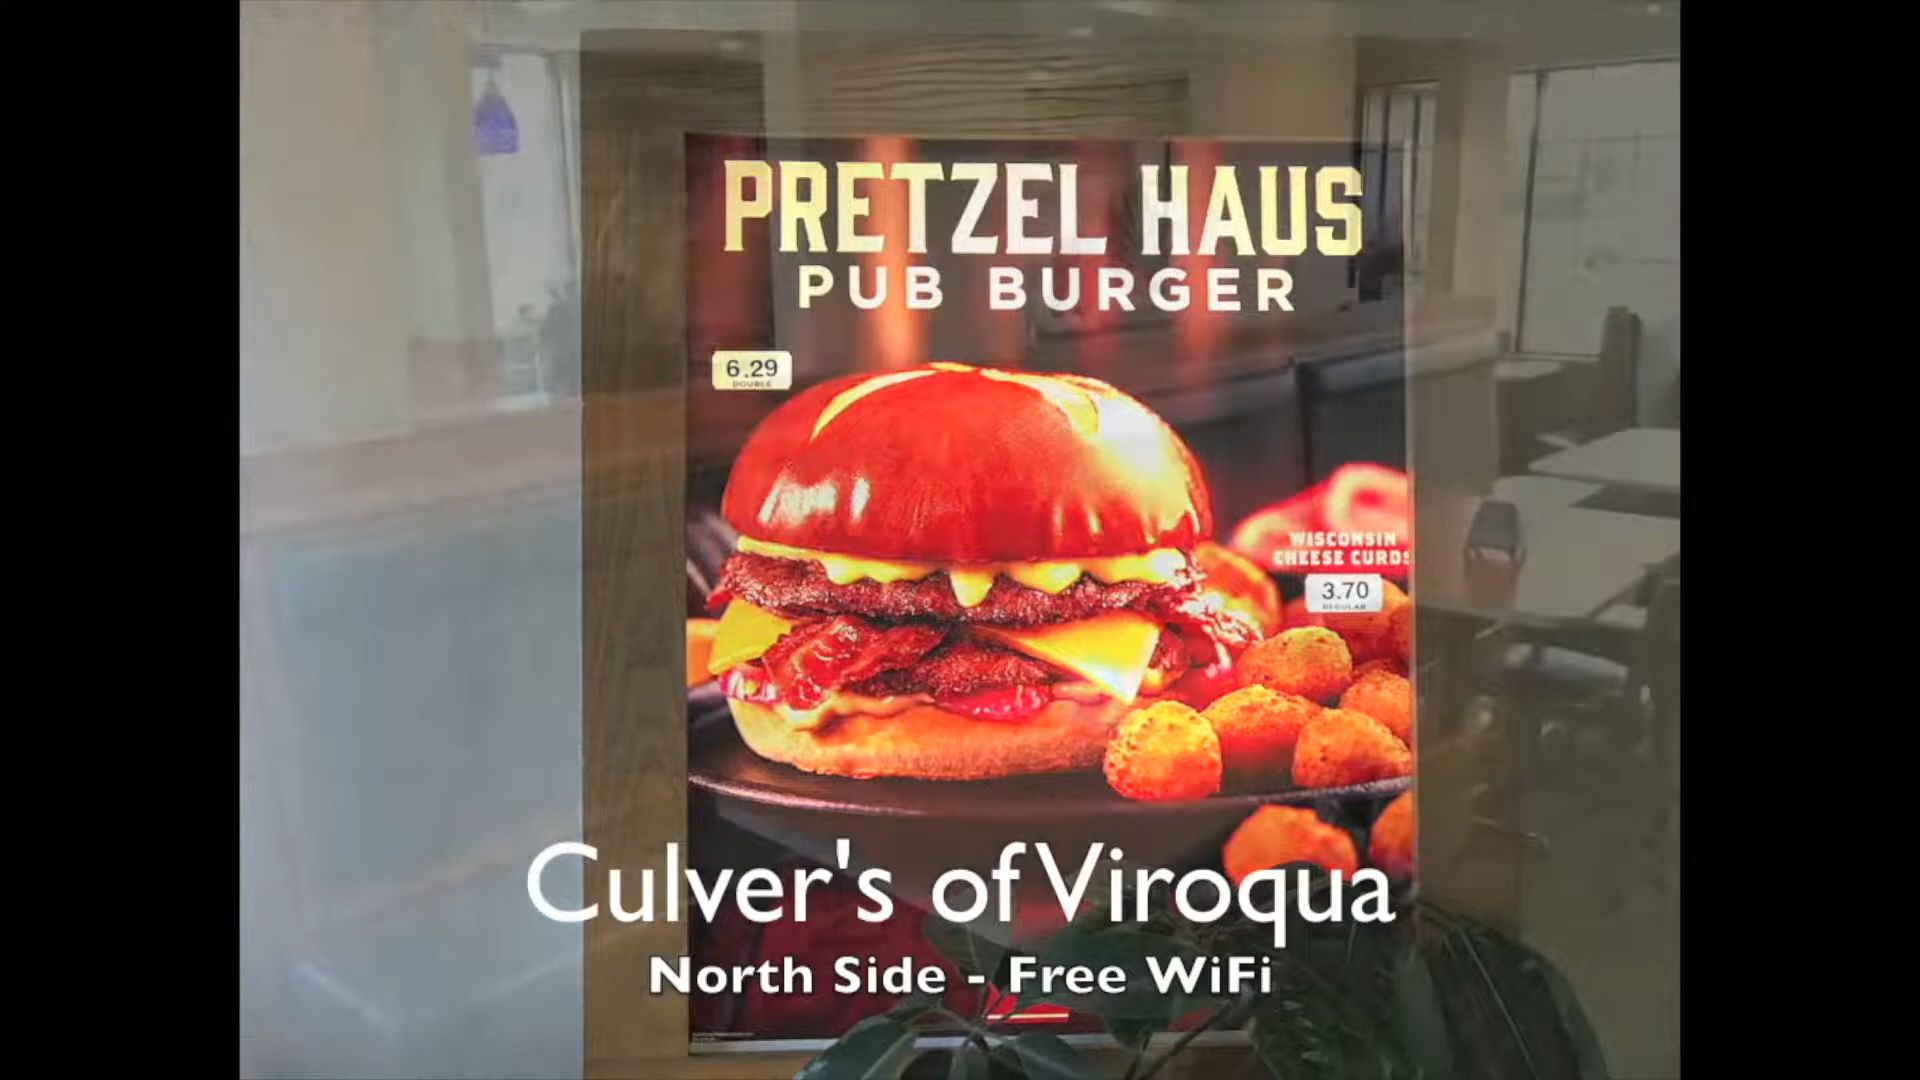 PRETZEL HAUS
PUB BURGER
6.29
DOUBLE
WISCONSIN
CHEESE CURDS
3.70
REGULAR
Culver's of Viroqua
North Side - Free WiFi